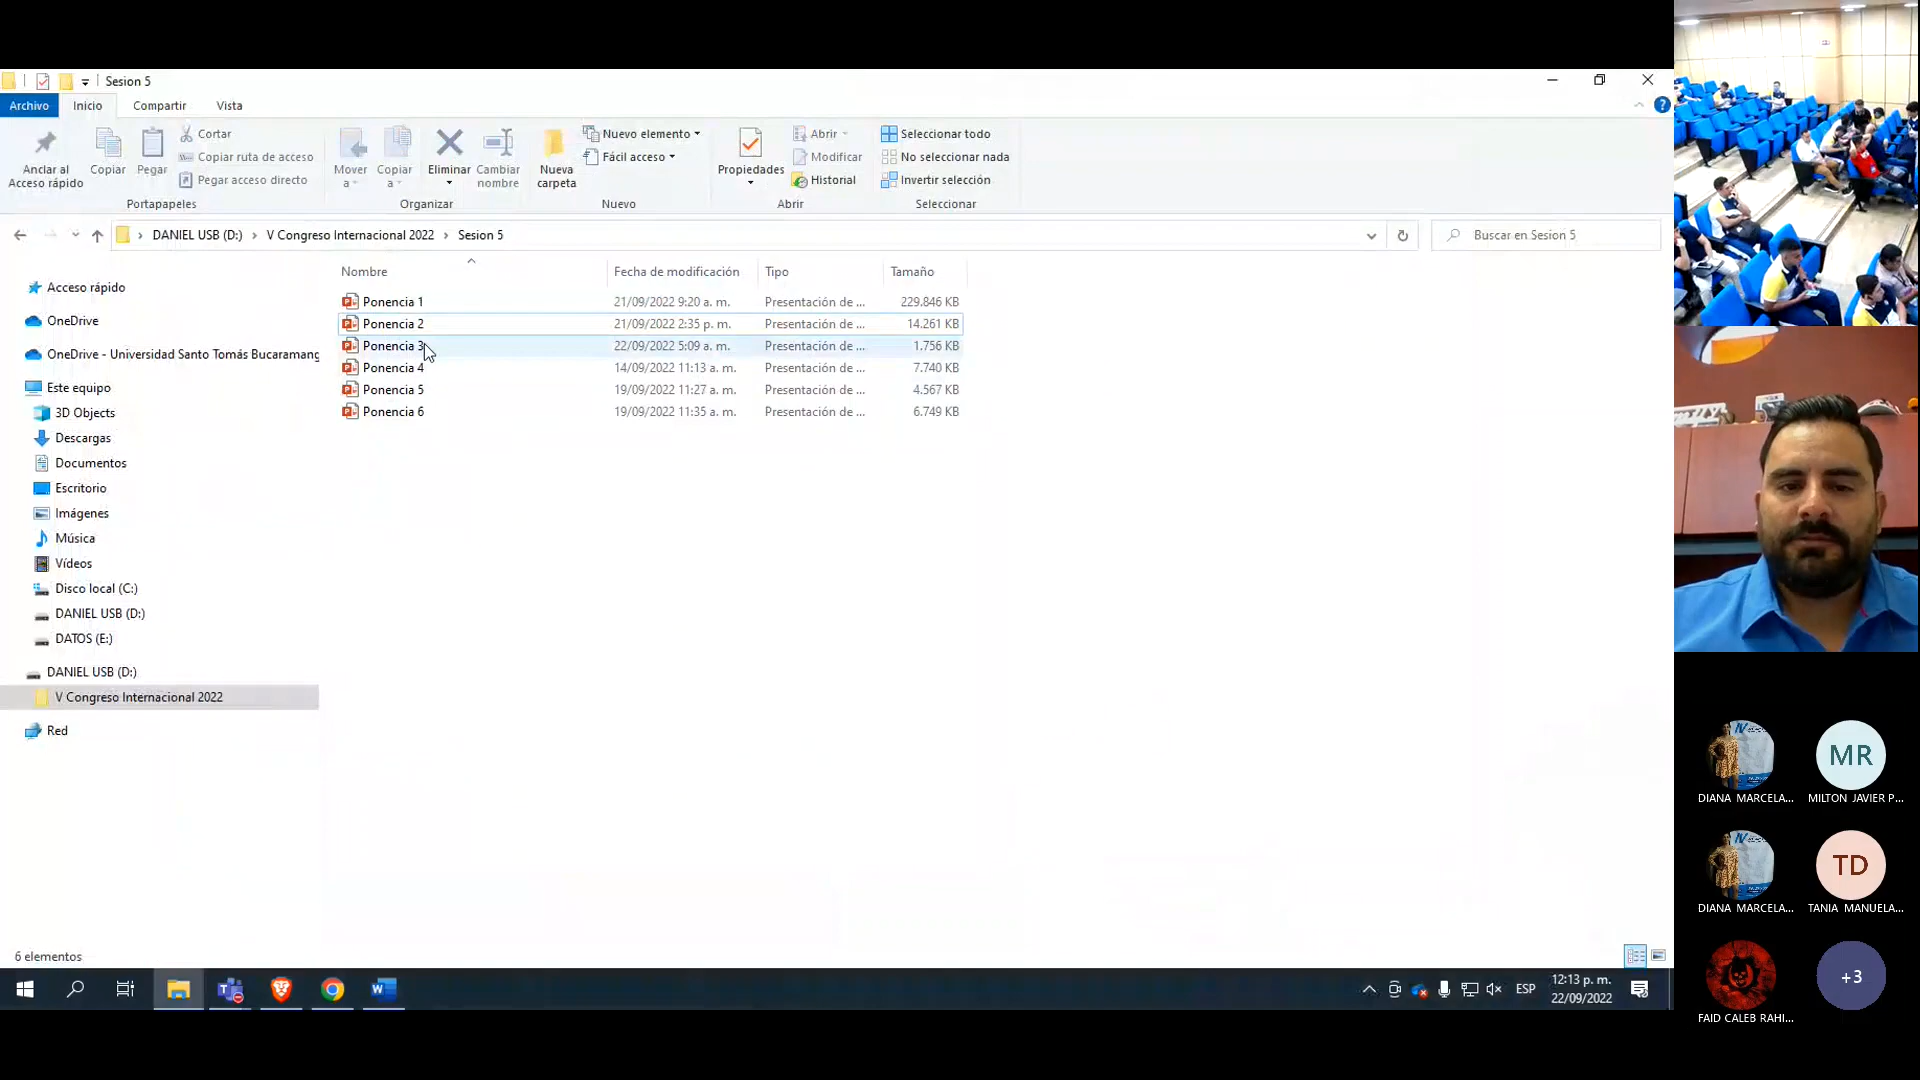 Sesion 5
Archivo Inicio Compartir Vista
Anclar al Acceso rápido
Copiar
Pegar
Cortar
Copiar ruta de acceso
Pegar acceso directo
Portapapeles
Mover a
Copiar a
Eliminar
Cambiar nombre
Organizar
Nueva carpeta
Nuevo elemento
Fácil acceso
Nuevo
Propiedades
Abrir
Modificar
Historial
Abrir
Seleccionar todo
No seleccionar nada
Invertir selección
Seleccionar
DANIEL USB (D:) › V Congreso Internacional 2022 › Sesion 5
Buscar en Sesion 5
Acceso rápido
OneDrive
OneDrive - Universidad Santo Tomás Bucaramang
Este equipo
3D Objects
Descargas
Documentos
Escritorio
Imágenes
Música
Vídeos
Disco local (C:)
DANIEL USB (D:)
DATOS (E:)
DANIEL USB (D:)
V Congreso Internacional 2022
Red
Nombre Fecha de modificación Tipo Tamaño
Ponencia 1 21/09/2022 9:20 a. m. Presentación de ... 229.846 KB
Ponencia 2 21/09/2022 2:35 p. m. Presentación de ... 14.261 KB
Ponencia 3 22/09/2022 5:09 a. m. Presentación de ... 1.756 KB
Ponencia 4 14/09/2022 11:13 a. m. Presentación de ... 7.740 KB
Ponencia 5 19/09/2022 11:27 a. m. Presentación de ... 4.567 KB
Ponencia 6 19/09/2022 11:35 a. m. Presentación de ... 6.749 KB
6 elementos
ESP
12:13 p. m.
22/09/2022
MR
DIANA MARCELA... MILTON JAVIER P...
TD
DIANA MARCELA... TANIA MANUELA...
+3
FAID CALEB RAHI...